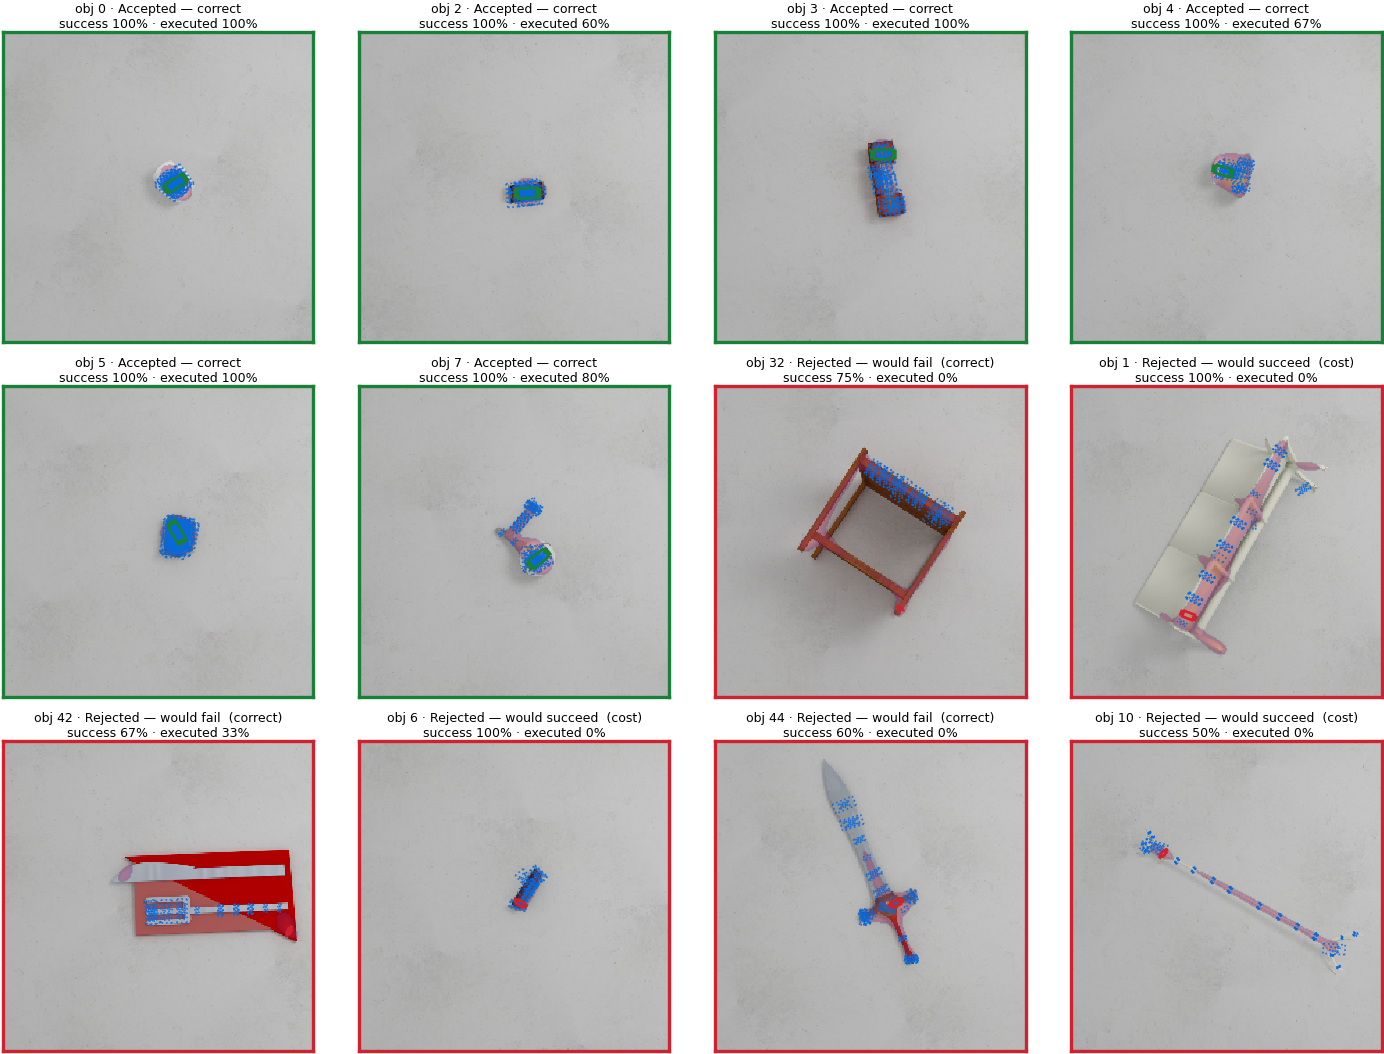 obj 0 · Accepted — correct
success 100% · executed 100%
obj 2 · Accepted — correct
success 100% · executed 60%
obj 3 · Accepted — correct
success 100% · executed 100%
obj 4 · Accepted — correct
success 100% · executed 67%
obj 5 · Accepted — correct
success 100% · executed 100%
obj 7 · Accepted — correct
success 100% · executed 80%
obj 32 · Rejected — would fail  (correct)
success 75% · executed 0%
obj 1 · Rejected — would succeed  (cost)
success 100% · executed 0%
obj 42 · Rejected — would fail  (correct)
success 67% · executed 33%
obj 6 · Rejected — would succeed  (cost)
success 100% · executed 0%
obj 44 · Rejected — would fail  (correct)
success 60% · executed 0%
obj 10 · Rejected — would succeed  (cost)
success 50% · executed 0%